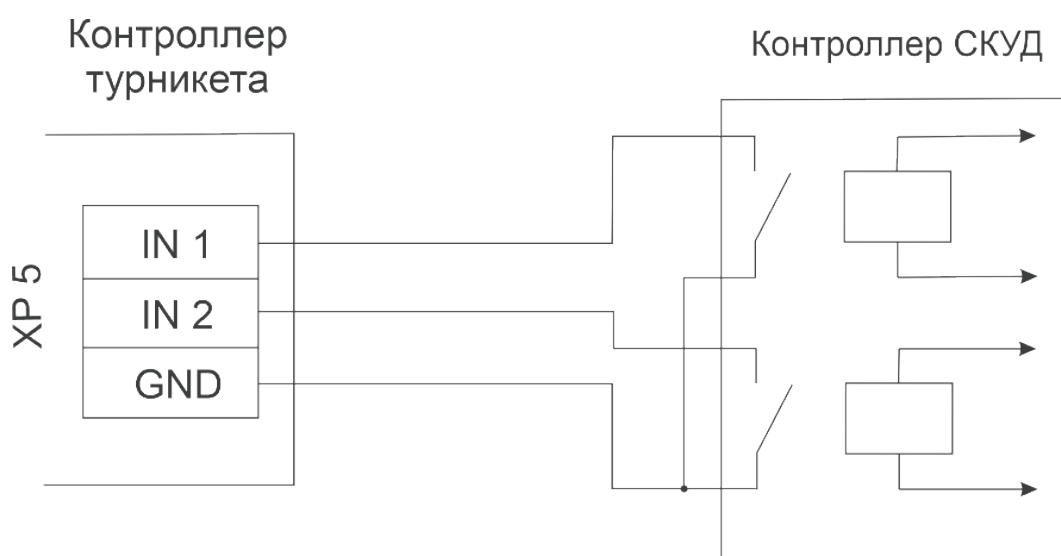 Контроллер
турникета
Контроллер СКУД
XP 5
IN 1
IN 2
GND